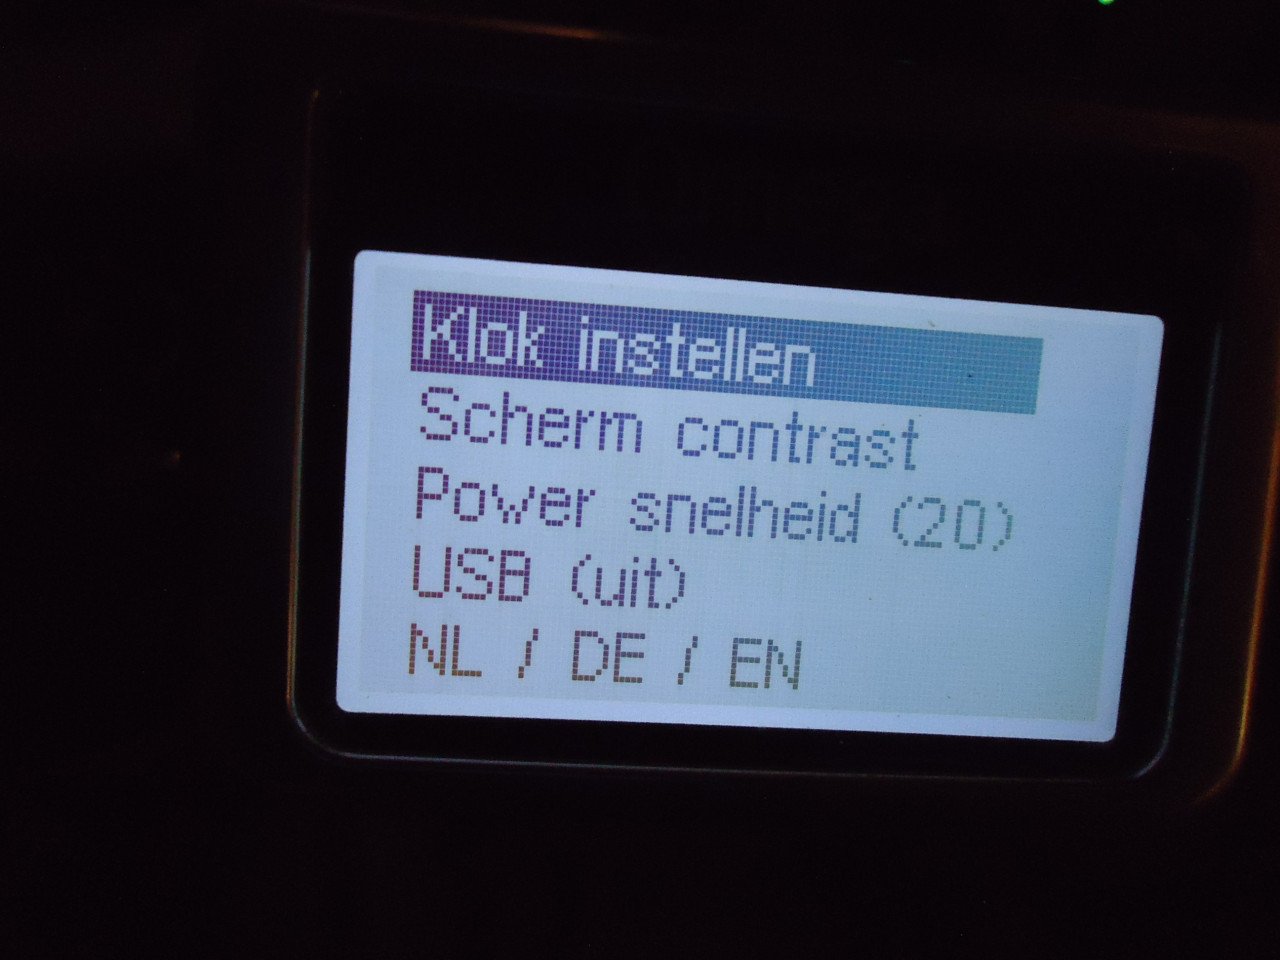 Klok instellen
Scherm contrast
Power snelheid (20)
USB (uit)
NL / DE / EN